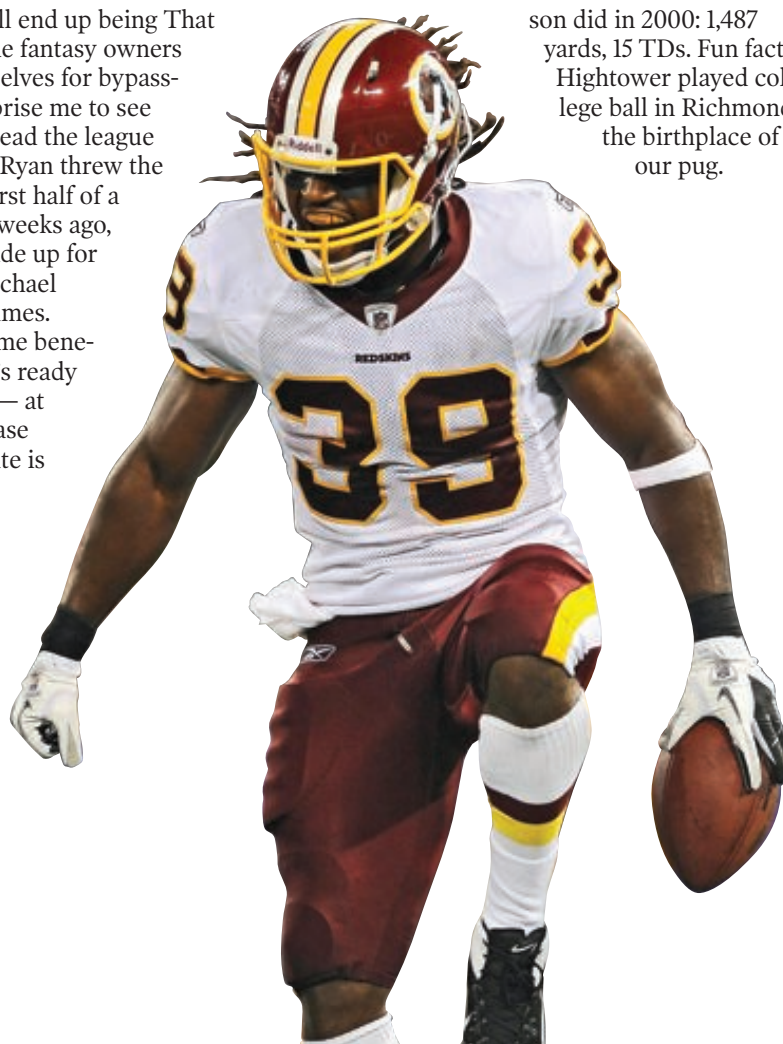 ll end up being That
e fantasy owners
elves for bypass-
prise me to see
ead the league
Ryan threw the
rst half of a
weeks ago,
de up for
chael
mes.
me bene-
s ready
— at
ase
te is
son did in 2000: 1,487
yards, 15 TDs. Fun fact
Hightower played col
lege ball in Richmond
the birthplace of
our pug.
Riddell
39
3
REDSKINS
39